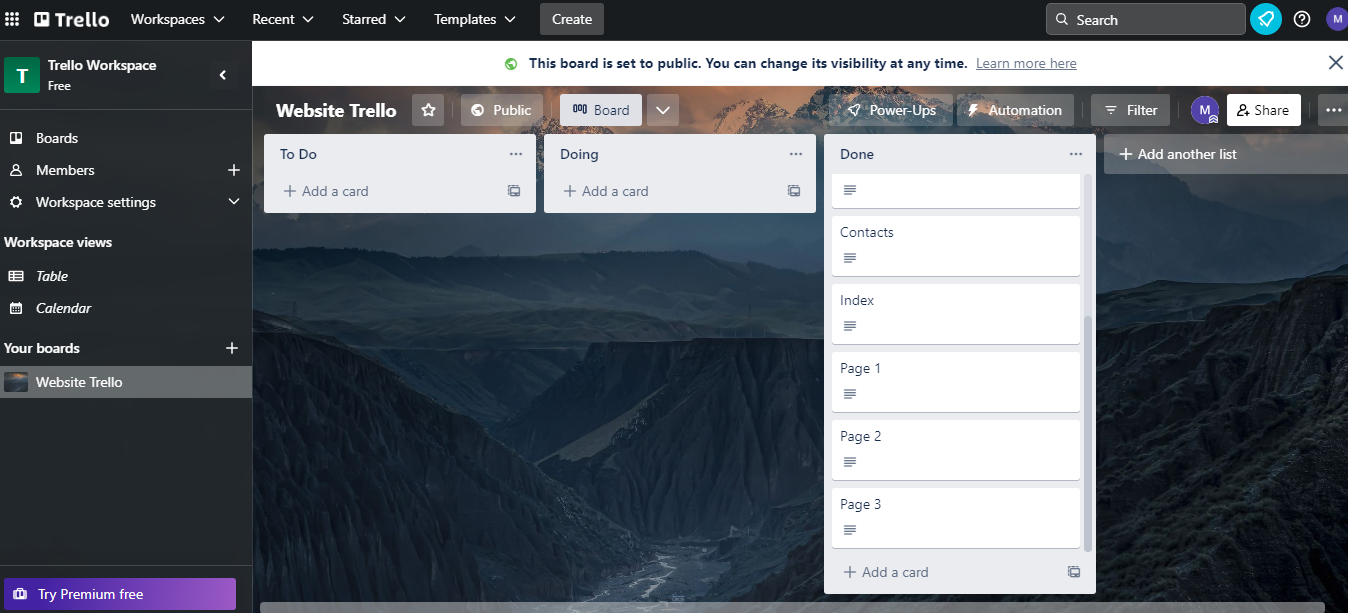 Trello Workspaces Recent Starred Templates Create Search M
T Trello Workspace
Free
This board is set to public. You can change its visibility at any time. Learn more here
Website Trello Public Board Power-Ups Automation Filter M Share
Boards
Members
Workspace settings
Workspace views
Table
Calendar
Your boards
Website Trello
Try Premium free
To Do
Add a card
Doing
Add a card
Done
Contacts
Index
Page 1
Page 2
Page 3
Add a card
Add another list